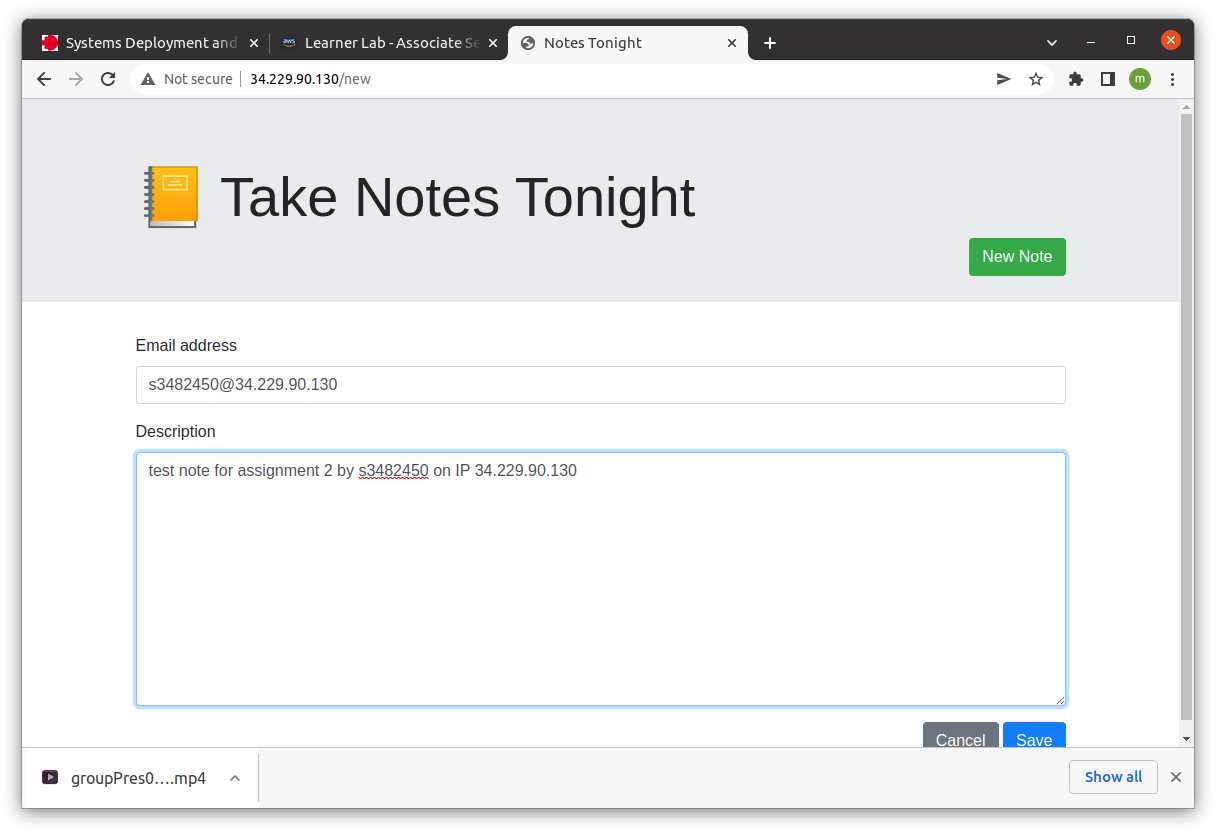 Systems Deployment and
aws Learner Lab - Associate Se
Notes Tonight
Not secure 34.229.90.130/new
m
Take Notes Tonight
New Note
Email address
s3482450@34.229.90.130
Description
test note for assignment 2 by s3482450 on IP 34.229.90.130
Cancel Save
groupPres0....mp4
Show all